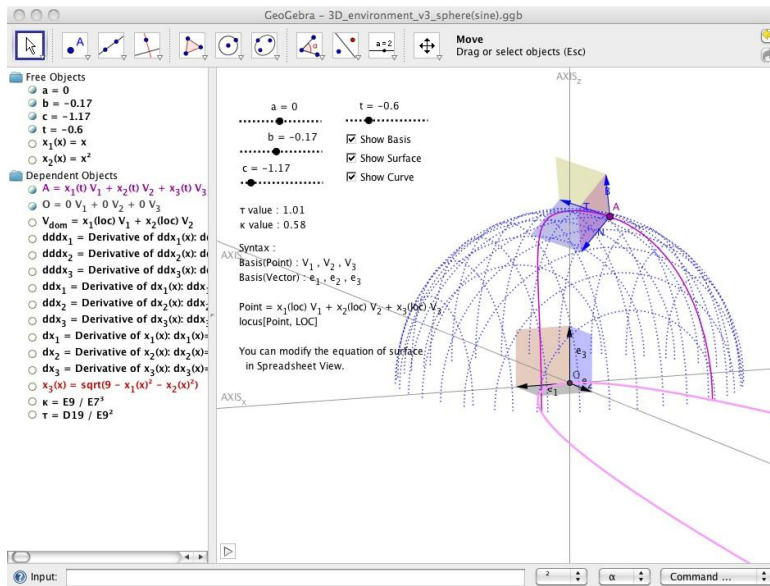 GeoGebra – 3D_environment_v3_sphere(sine).ggb
Move
Drag or select objects (Esc)
a=2
Free Objects
a = 0
b = −0.17
c = −1.17
t = −0.6
x₁(x) = x
x₂(x) = x²
Dependent Objects
A = x₁(t) V₁ + x₂(t) V₂ + x₃(t) V₃
O = 0 V₁ + 0 V₂ + 0 V₃
V_dom = x₁(loc) V₁ + x₂(loc) V₂
dddx₁ = Derivative of ddx₁(x): d
dddx₂ = Derivative of ddx₂(x): d
dddx₃ = Derivative of ddx₃(x): d
ddx₁ = Derivative of dx₁(x): ddx
ddx₂ = Derivative of dx₂(x): ddx
ddx₃ = Derivative of dx₃(x): ddx
dx₁ = Derivative of x₁(x): dx₁(x)=
dx₂ = Derivative of x₂(x): dx₂(x)=
dx₃ = Derivative of x₃(x): dx₃(x)=
x₃(x) = sqrt(9 − x₁(x)² − x₂(x)²)
κ = E9 / E7³
τ = D19 / E9²
a = 0
t = −0.6
b = −0.17
Show Basis
c = −1.17
Show Surface
Show Curve
τ value : 1.01
κ value : 0.58
Syntax :
Basis(Point) : V₁ , V₂ , V₃
Basis(Vector) : e₁ , e₂ , e₃
Point = x₁(loc) V₁ + x₂(loc) V₂ + x₃(loc) V₃
locus[Point, LOC]
You can modify the equation of surface
in Spreadsheet View.
AXIS_z
B
T
A
N
AXIS
e₃
O
e₁
AXISₓ
Input:
²
α
Command ...